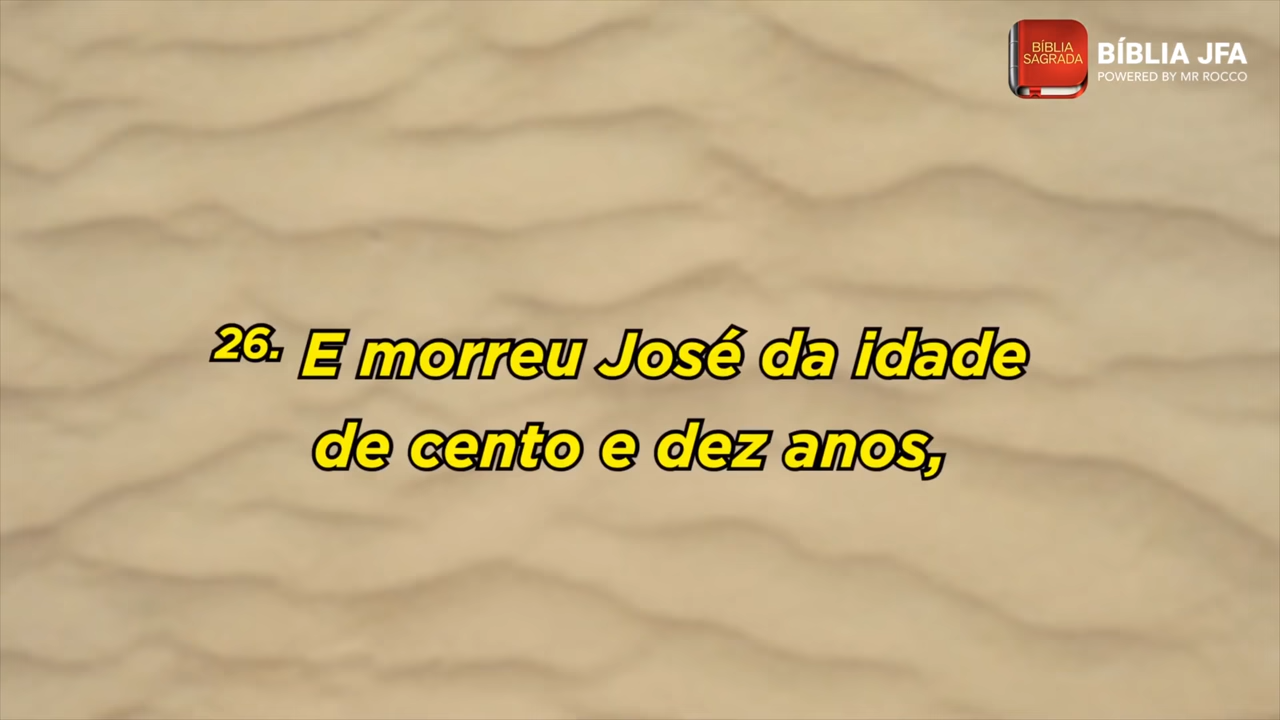 BÍBLIA
SAGRADA
BÍBLIA JFA
POWERED BY MR ROCCO
26. E morreu José da idade
de cento e dez anos,